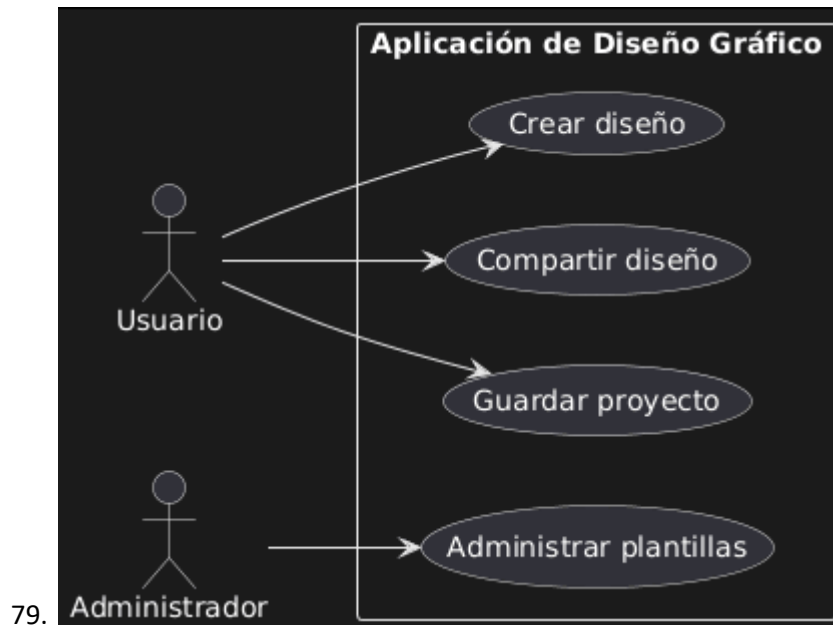 Aplicación de Diseño Gráfico
Crear diseño
Compartir diseño
Usuario
Guardar proyecto
Administrar plantillas
79.
Administrador